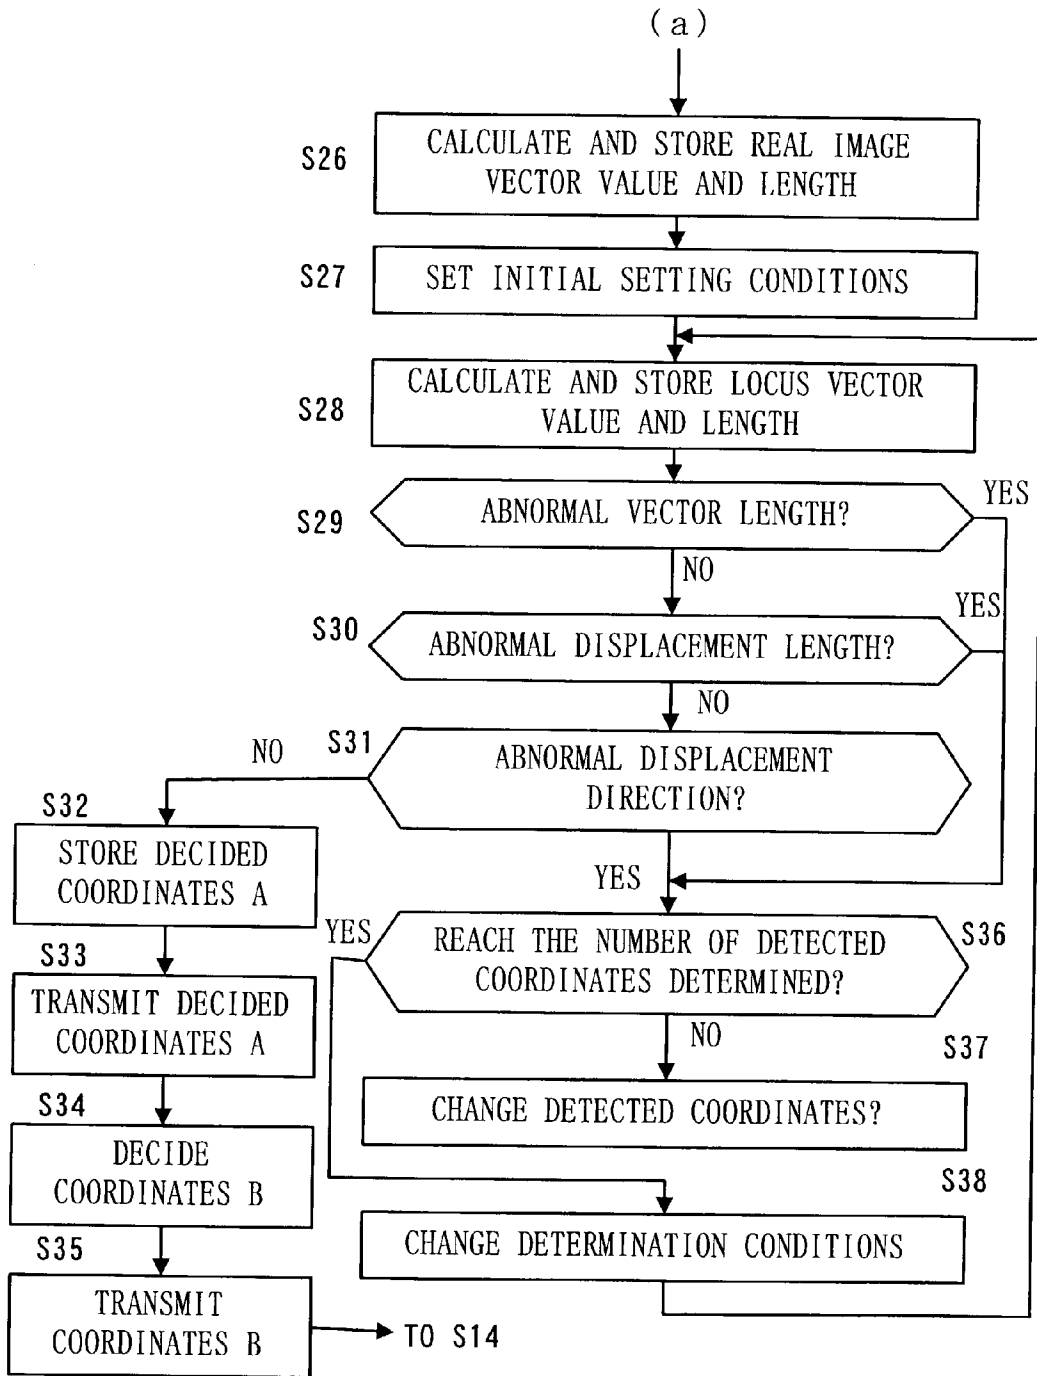 (a)
S26
CALCULATE AND STORE REAL IMAGE
VECTOR VALUE AND LENGTH
S27
SET INITIAL SETTING CONDITIONS
S28
CALCULATE AND STORE LOCUS VECTOR
VALUE AND LENGTH
S29
ABNORMAL VECTOR LENGTH?
YES
NO
S30
ABNORMAL DISPLACEMENT LENGTH?
YES
NO
S31
ABNORMAL DISPLACEMENT
DIRECTION?
NO
YES
S32
STORE DECIDED
COORDINATES A
S33
TRANSMIT DECIDED
COORDINATES A
S34
DECIDE
COORDINATES B
S35
TRANSMIT
COORDINATES B
TO S14
S36
REACH THE NUMBER OF DETECTED
COORDINATES DETERMINED?
YES
NO
S37
CHANGE DETECTED COORDINATES?
S38
CHANGE DETERMINATION CONDITIONS